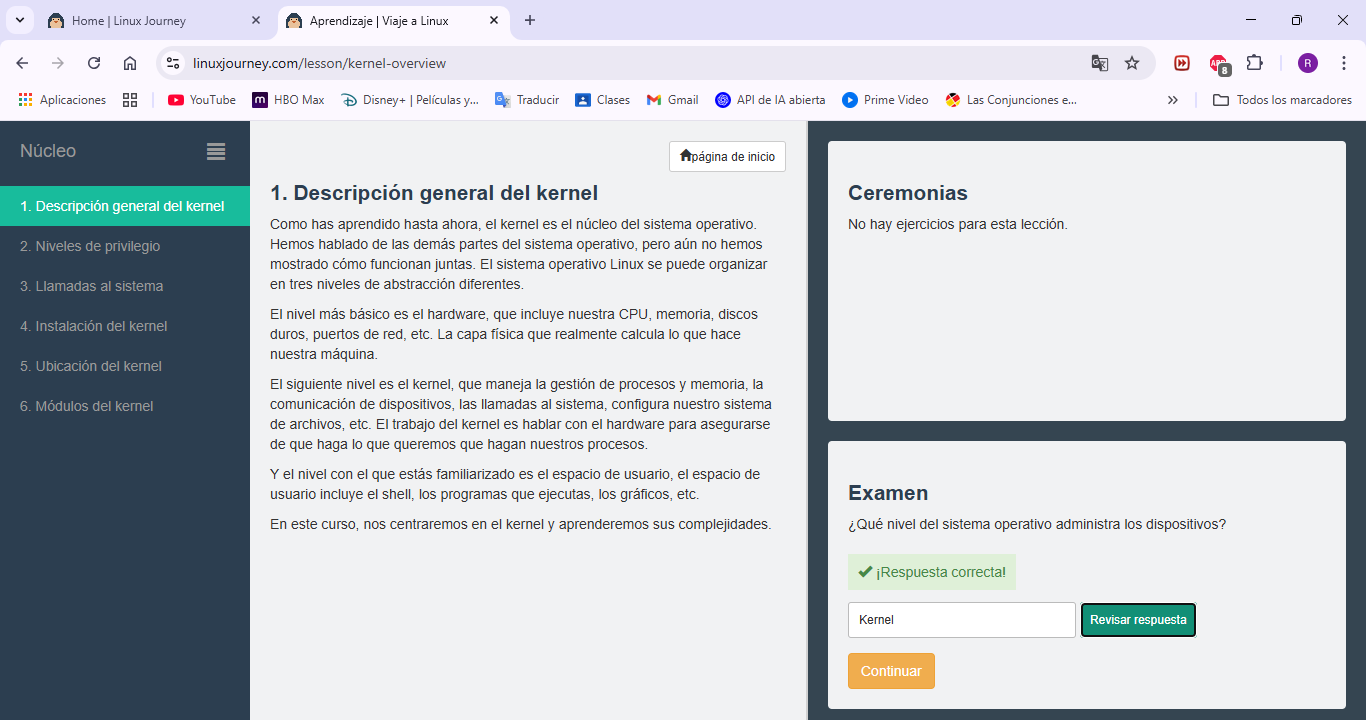 Home | Linux Journey
Aprendizaje | Viaje a Linux
linuxjourney.com/lesson/kernel-overview
8
R
Aplicaciones
YouTube
HBO Max
Disney+ | Películas y...
Traducir
Clases
Gmail
API de IA abierta
Prime Video
Las Conjunciones e...
Todos los marcadores
Núcleo
1. Descripción general del kernel
2. Niveles de privilegio
3. Llamadas al sistema
4. Instalación del kernel
5. Ubicación del kernel
6. Módulos del kernel
página de inicio
1. Descripción general del kernel
Como has aprendido hasta ahora, el kernel es el núcleo del sistema operativo.
Hemos hablado de las demás partes del sistema operativo, pero aún no hemos
mostrado cómo funcionan juntas. El sistema operativo Linux se puede organizar
en tres niveles de abstracción diferentes.
El nivel más básico es el hardware, que incluye nuestra CPU, memoria, discos
duros, puertos de red, etc. La capa física que realmente calcula lo que hace
nuestra máquina.
El siguiente nivel es el kernel, que maneja la gestión de procesos y memoria, la
comunicación de dispositivos, las llamadas al sistema, configura nuestro sistema
de archivos, etc. El trabajo del kernel es hablar con el hardware para asegurarse
de que haga lo que queremos que hagan nuestros procesos.
Y el nivel con el que estás familiarizado es el espacio de usuario, el espacio de
usuario incluye el shell, los programas que ejecutas, los gráficos, etc.
En este curso, nos centraremos en el kernel y aprenderemos sus complejidades.
Ceremonias
No hay ejercicios para esta lección.
Examen
¿Qué nivel del sistema operativo administra los dispositivos?
¡Respuesta correcta!
Kernel
Revisar respuesta
Continuar